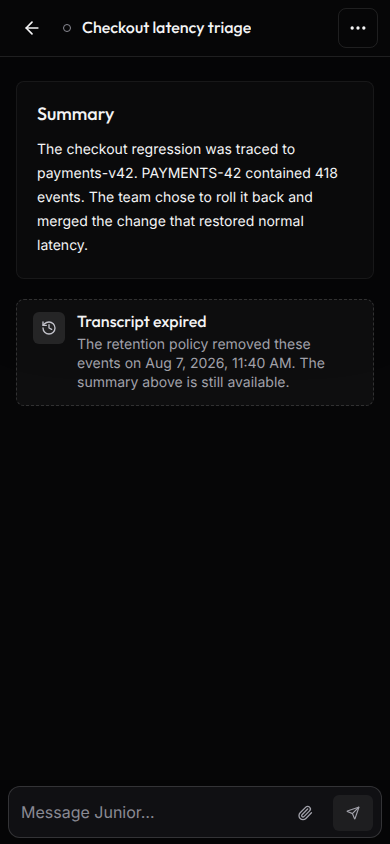 Checkout latency triage
Summary
The checkout regression was traced to
payments-v42. PAYMENTS-42 contained 418
events. The team chose to roll it back and
merged the change that restored normal
latency.
Transcript expired
The retention policy removed these
events on Aug 7, 2026, 11:40 AM. The
summary above is still available.
Message Junior...